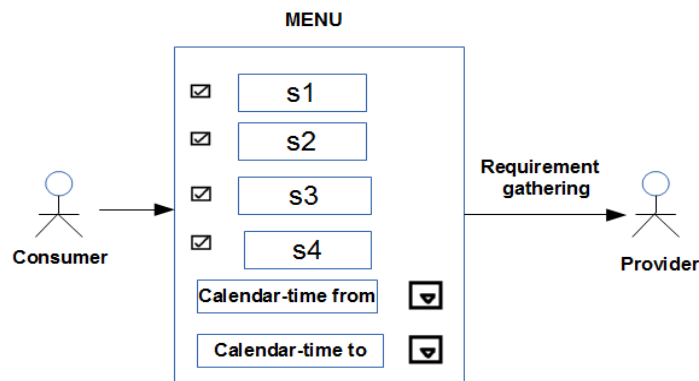 MENU
s1
s2
s3
s4
Requirement
gathering
Consumer
Provider
Calendar-time from
Calendar-time to